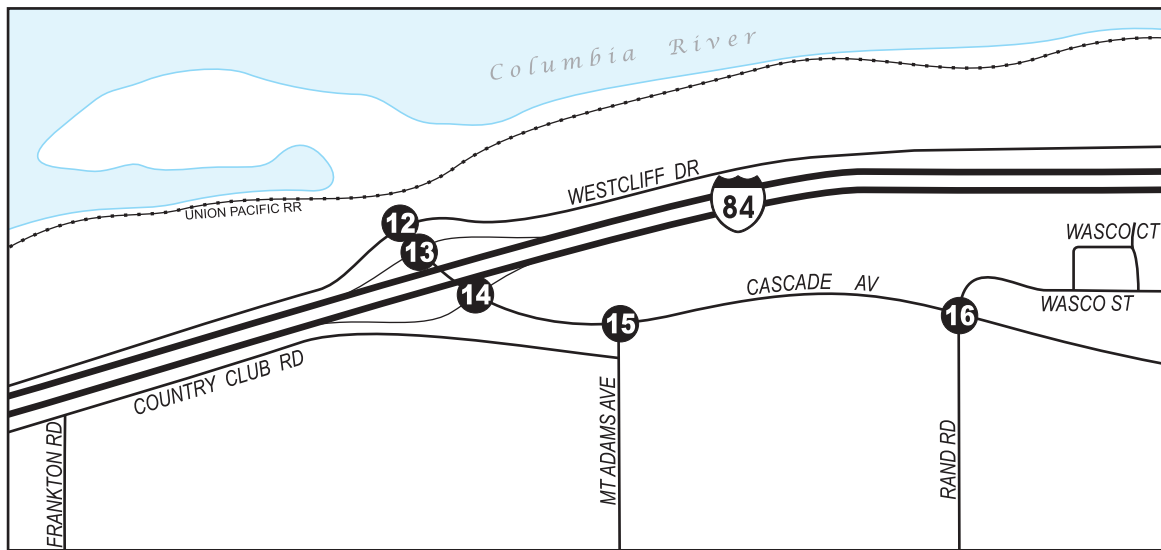 Columbia River
WESTCLIFF DR
UNION PACIFIC RR
84
12
13
14
15
16
WASCO CT
CASCADE AV
WASCO ST
COUNTRY CLUB RD
FRANKTON RD
MT ADAMS AVE
RAND RD